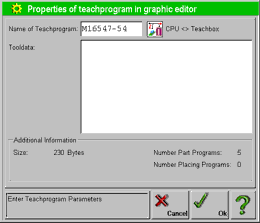 Properties of teachprogram in graphic editor
Name of Teachprogram: M16547-54 CPU <> Teachbox
Tooldata:
Additional Information
Size: 230 Bytes Number Part Programs: 5
Number Placing Programs: 0
Enter Teachprogram Parameters
Cancel Ok ?